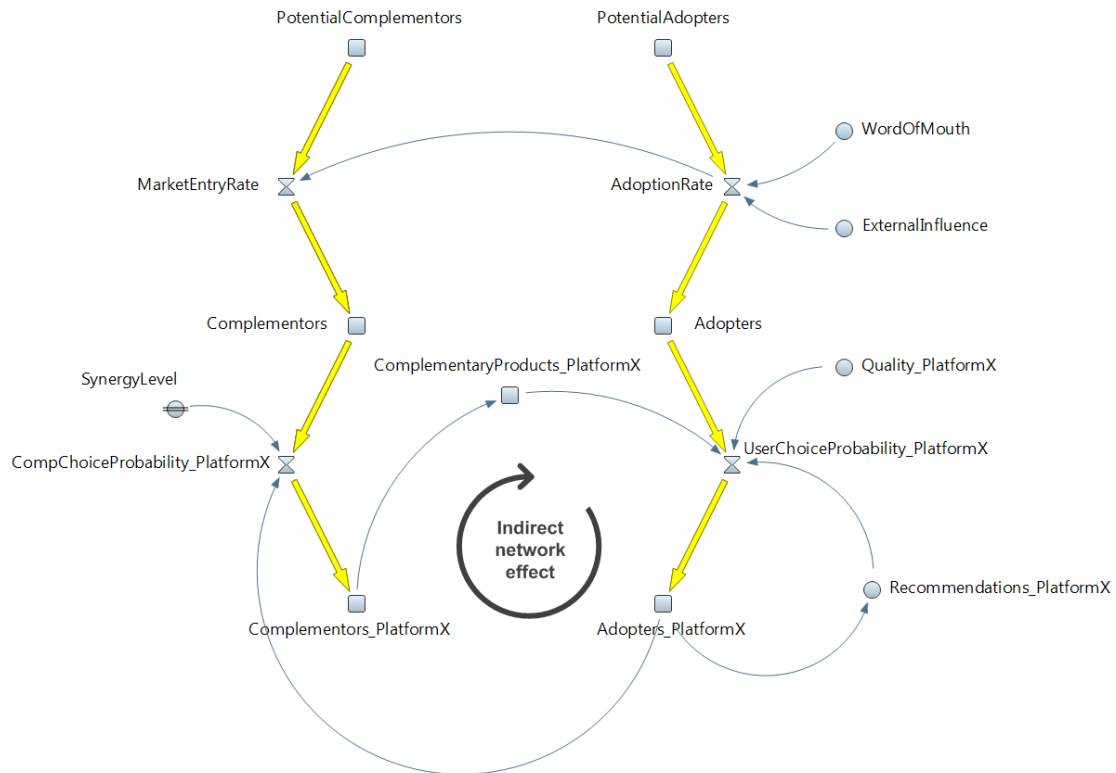 PotentialComplementors
PotentialAdopters
WordOfMouth
MarketEntryRate
AdoptionRate
ExternalInfluence
Complementors
Adopters
ComplementaryProducts_PlatformX
Quality_PlatformX
SynergyLevel
UserChoiceProbability_PlatformX
CompChoiceProbability_PlatformX
Indirect
network
effect
Recommendations_PlatformX
Complementors_PlatformX
Adopters_PlatformX